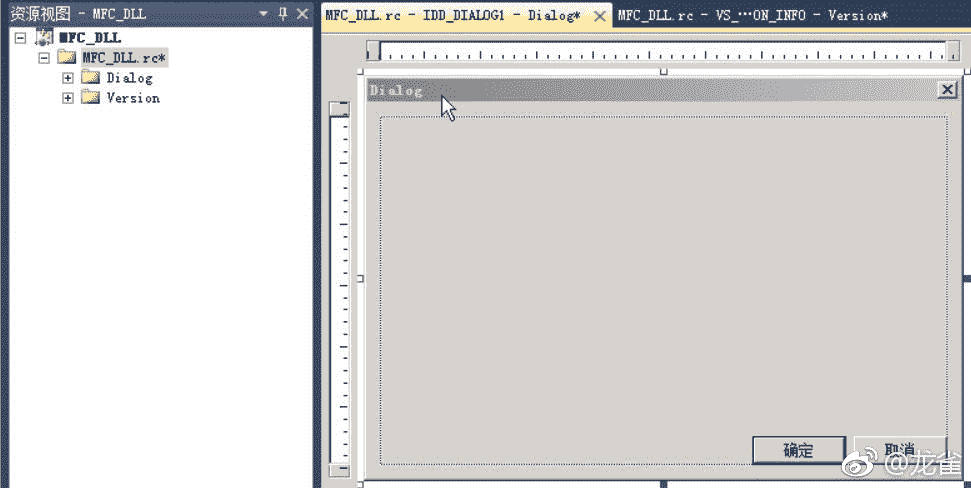 资源视图 - MFC_DLL
MFC_DLL
MFC_DLL.rc*
Dialog
Version
MFC_DLL.rc - IDD_DIALOG1 - Dialog*
MFC_DLL.rc - VS_…ON_INFO - Version*
Dialog
确定
取消
@龙雀